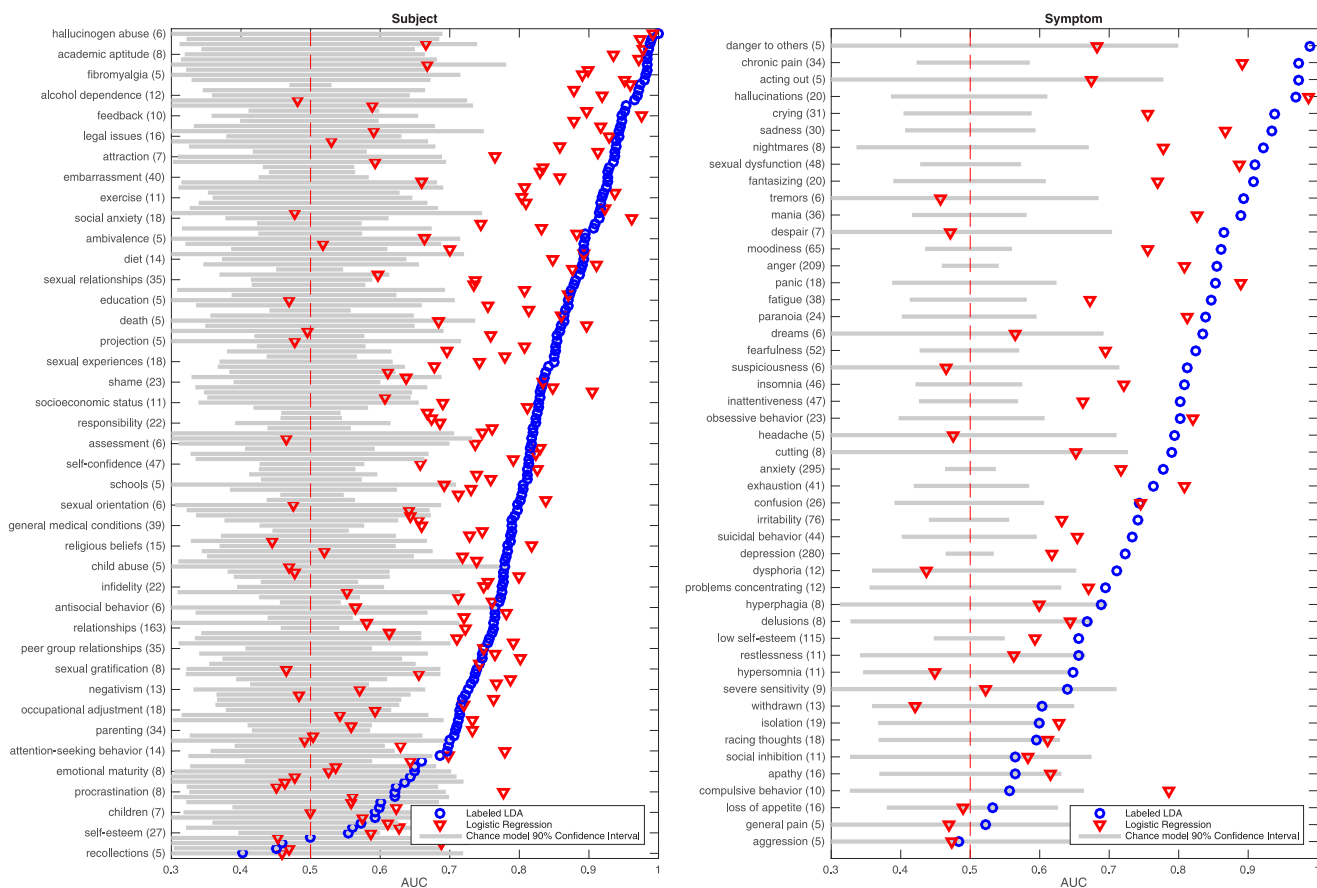 Subject
hallucinogen abuse (6)
academic aptitude (8)
fibromyalgia (5)
alcohol dependence (12)
feedback (10)
legal issues (16)
attraction (7)
embarrassment (40)
exercise (11)
social anxiety (18)
ambivalence (5)
diet (14)
sexual relationships (35)
education (5)
death (5)
projection (5)
sexual experiences (18)
shame (23)
socioeconomic status (11)
responsibility (22)
assessment (6)
self-confidence (47)
schools (5)
sexual orientation (6)
general medical conditions (39)
religious beliefs (15)
child abuse (5)
infidelity (22)
antisocial behavior (6)
relationships (163)
peer group relationships (35)
sexual gratification (8)
negativism (13)
occupational adjustment (18)
parenting (34)
attention-seeking behavior (14)
emotional maturity (8)
procrastination (8)
children (7)
self-esteem (27)
recollections (5)
Labeled LDA
Logistic Regression
Chance model 90% Confidence Interval
0.3 0.4 0.5 0.6 0.7 0.8 0.9 1
AUC
Symptom
danger to others (5)
chronic pain (34)
acting out (5)
hallucinations (20)
crying (31)
sadness (30)
nightmares (8)
sexual dysfunction (48)
fantasizing (20)
tremors (6)
mania (36)
despair (7)
moodiness (65)
anger (209)
panic (18)
fatigue (38)
paranoia (24)
dreams (6)
fearfulness (52)
suspiciousness (6)
insomnia (46)
inattentiveness (47)
obsessive behavior (23)
headache (5)
cutting (8)
anxiety (295)
exhaustion (41)
confusion (26)
irritability (76)
suicidal behavior (44)
depression (280)
dysphoria (12)
problems concentrating (12)
hyperphagia (8)
delusions (8)
low self-esteem (115)
restlessness (11)
hypersomnia (11)
severe sensitivity (9)
withdrawn (13)
isolation (19)
racing thoughts (18)
social inhibition (11)
apathy (16)
compulsive behavior (10)
loss of appetite (16)
general pain (5)
aggression (5)
Labeled LDA
Logistic Regression
Chance model 90% Confidence Interval
0.3 0.4 0.5 0.6 0.7 0.8 0.9
AUC